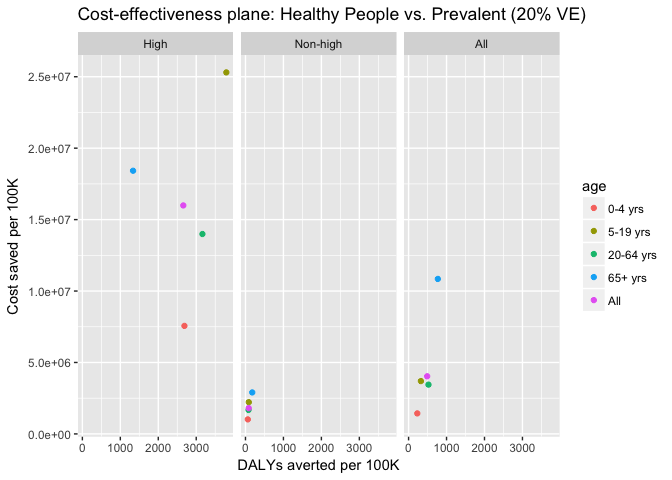 Cost-effectiveness plane: Healthy People vs. Prevalent (20% VE)
High Non-high All
Cost saved per 100K
2.5e+07
2.0e+07
1.5e+07
1.0e+07
5.0e+06
0.0e+00
0 1000 2000 3000 0 1000 2000 3000 0 1000 2000 3000
DALYs averted per 100K
age
0-4 yrs
5-19 yrs
20-64 yrs
65+ yrs
All